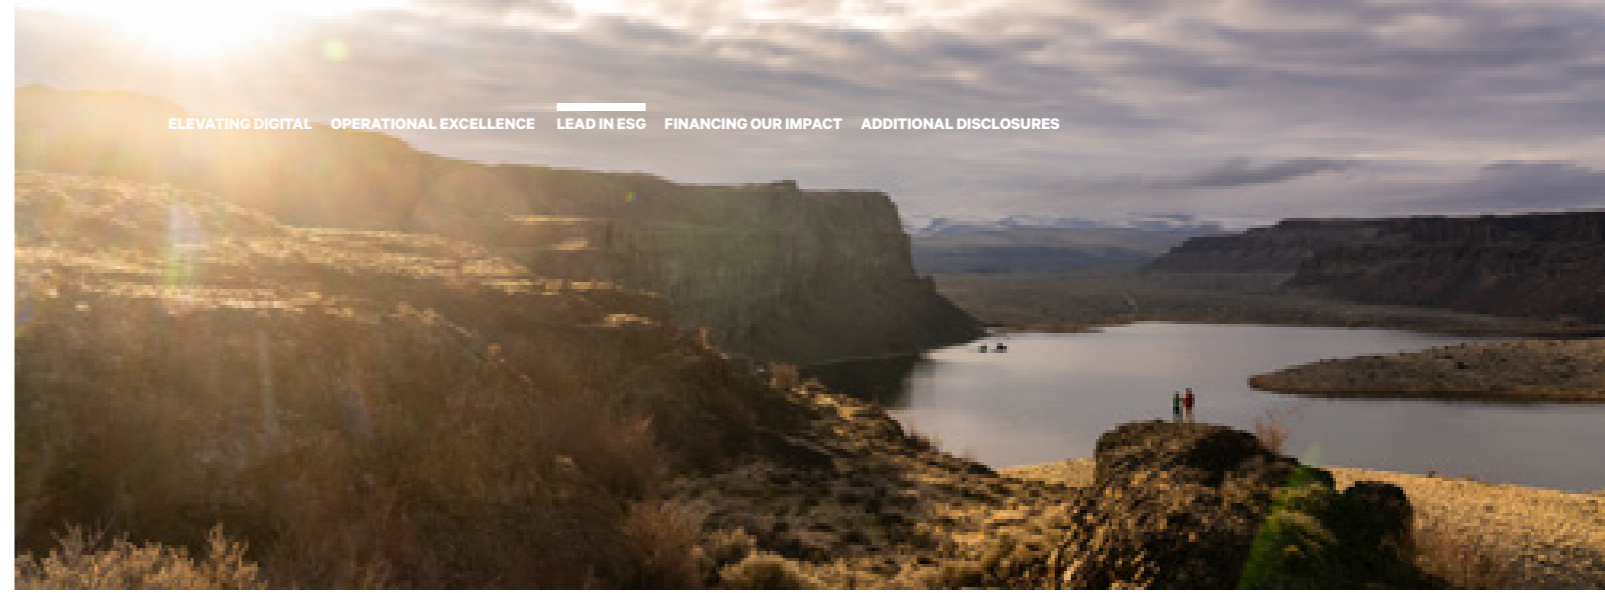 ELEVATING DIGITAL OPERATIONAL EXCELLENCE LEAD IN ESG FINANCING OUR IMPACT ADDITIONAL DISCLOSURES